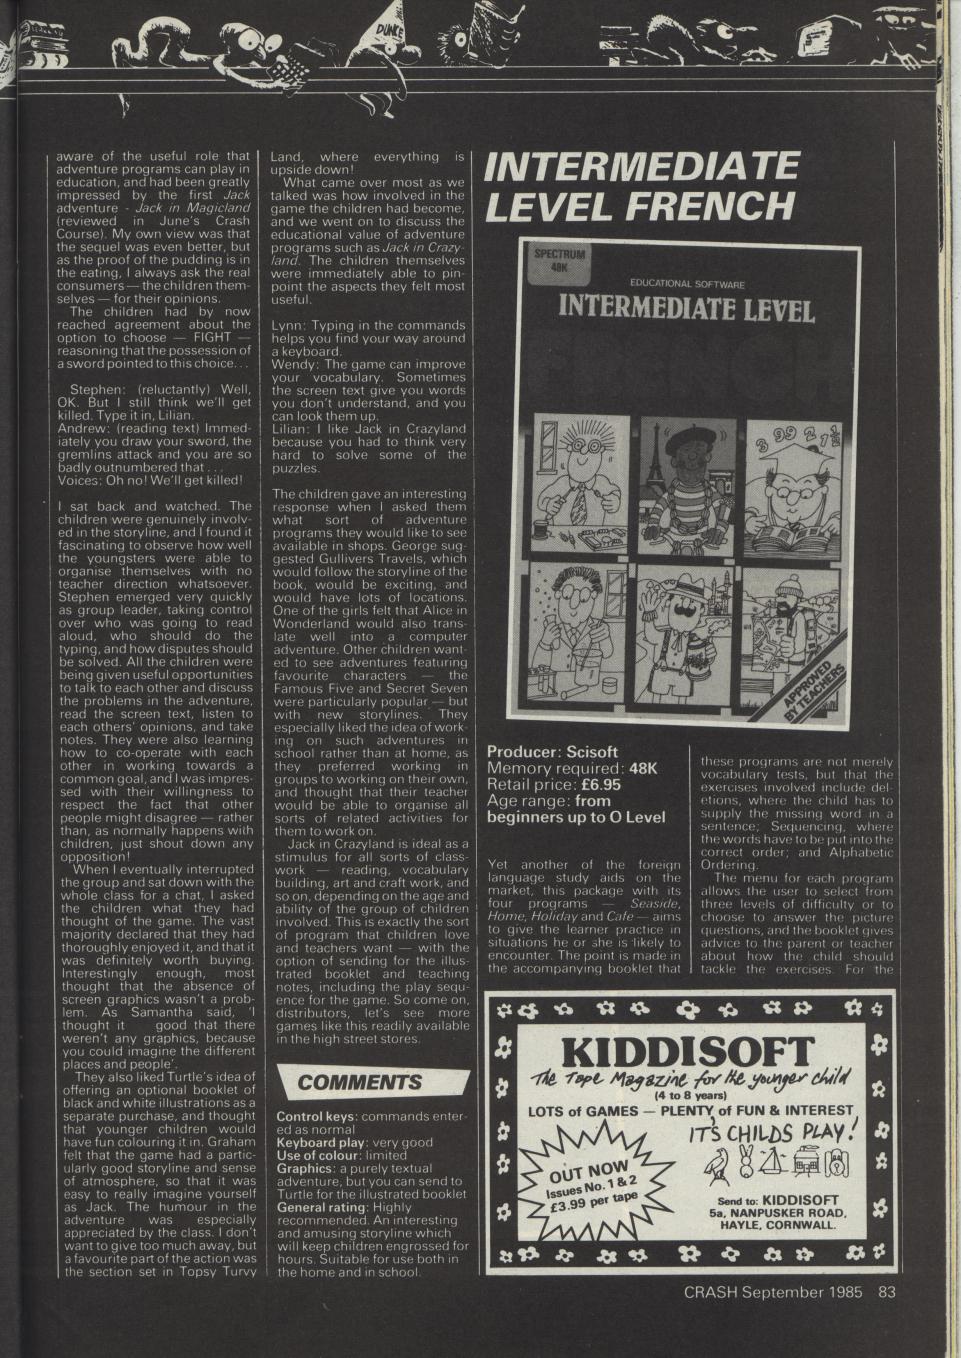 DUNCE
aware of the useful role that
adventure programs can play in
education, and had been greatly
impressed by the first Jack
adventure - Jack in Magicland
(reviewed in June's Crash
Course). My own view was that
the sequel was even better, but
as the proof of the pudding is in
the eating, I always ask the real
consumers — the children them-
selves — for their opinions.
The children had by now
reached agreement about the
option to choose — FIGHT —
reasoning that the possession of
a sword pointed to this choice. . .
Stephen: (reluctantly) Well,
OK. But I still think we'll get
killed. Type it in, Lilian.
Andrew: (reading text) Immed-
iately you draw your sword, the
gremlins attack and you are so
badly outnumbered that . . .
Voices: Oh no! We'll get killed!
I sat back and watched. The
children were genuinely involv-
ed in the storyline, and I found it
fascinating to observe how well
the youngsters were able to
organise themselves with no
teacher direction whatsoever.
Stephen emerged very quickly
as group leader, taking control
over who was going to read
aloud, who should do the
typing, and how disputes should
be solved. All the children were
being given useful opportunities
to talk to each other and discuss
the problems in the adventure,
read the screen text, listen to
each others' opinions, and take
notes. They were also learning
how to co-operate with each
other in working towards a
common goal, and I was impres-
sed with their willingness to
respect the fact that other
people might disagree — rather
than, as normally happens with
children, just shout down any
opposition!
When I eventually interrupted
the group and sat down with the
whole class for a chat, I asked
the children what they had
thought of the game. The vast
majority declared that they had
thoroughly enjoyed it, and that it
was definitely worth buying.
Interestingly enough, most
thought that the absence of
screen graphics wasn't a prob-
lem. As Samantha said, 'I
thought it good that there
weren't any graphics, because
you could imagine the different
places and people'.
They also liked Turtle's idea of
offering an optional booklet of
black and white illustrations as a
separate purchase, and thought
that younger children would
have fun colouring it in. Graham
felt that the game had a partic-
ularly good storyline and sense
of atmosphere, so that it was
easy to really imagine yourself
as Jack. The humour in the
adventure was especially
appreciated by the class. I don't
want to give too much away, but
a favourite part of the action was
the section set in Topsy Turvy
Land, where everything is
upside down!
What came over most as we
talked was how involved in the
game the children had become,
and we went on to discuss the
educational value of adventure
programs such as Jack in Crazy-
land. The children themselves
were immediately able to pin-
point the aspects they felt most
useful.
Lynn: Typing in the commands
helps you find your way around
a keyboard.
Wendy: The game can improve
your vocabulary. Sometimes
the screen text give you words
you don't understand, and you
can look them up.
Lilian: I like Jack in Crazyland
because you had to think very
hard to solve some of the
puzzles.
The children gave an interesting
response when I asked them
what sort of adventure
programs they would like to see
available in shops. George sug-
gested Gullivers Travels, which
would follow the storyline of the
book, would be exciting, and
would have lots of locations.
One of the girls felt that Alice in
Wonderland would also trans-
late well into a computer
adventure. Other children want-
ed to see adventures featuring
favourite characters — the
Famous Five and Secret Seven
were particularly popular — but
with new storylines. They
especially liked the idea of work-
ing on such adventures in
school rather than at home, as
they preferred working in
groups to working on their own,
and thought that their teacher
would be able to organise all
sorts of related activities for
them to work on.
Jack in Crazyland is ideal as a
stimulus for all sorts of class-
work — reading, vocabulary
building, art and craft work, and
so on, depending on the age and
ability of the group of children
involved. This is exactly the sort
of program that children love
and teachers want — with the
option of sending for the illus-
trated booklet and teaching
notes, including the play sequ-
ence for the game. So come on,
distributors, let's see more
games like this readily available
in the high street stores.
COMMENTS
Control keys: commands enter-
ed as normal
Keyboard play: very good
Use of colour: limited
Graphics: a purely textual
adventure, but you can send to
Turtle for the illustrated booklet
General rating: Highly
recommended. An interesting
and amusing storyline which
will keep children engrossed for
hours. Suitable for use both in
the home and in school.
INTERMEDIATE
LEVEL FRENCH
SPECTRUM
48K
EDUCATIONAL SOFTWARE
INTERMEDIATE LEVEL
3 99 2 1½
APPROVED
BY TEACHERS
Producer: Scisoft
Memory required: 48K
Retail price: £6.95
Age range: from
beginners up to O Level
Yet another of the foreign
language study aids on the
market, this package with its
four programs — Seaside,
Home, Holiday and Cafe — aims
to give the learner practice in
situations he or she is likely to
encounter. The point is made in
the accompanying booklet that
these programs are not merely
vocabulary tests, but that the
exercises involved include del-
etions, where the child has to
supply the missing word in a
sentence; Sequencing, where
the words have to be put into the
correct order; and Alphabetic
Ordering.
The menu for each program
allows the user to select from
three levels of difficulty or to
choose to answer the picture
questions, and the booklet gives
advice to the parent or teacher
about how the child should
tackle the exercises. For the
KIDDISOFT
The Tape Magazine for the younger child
(4 to 8 years)
LOTS of GAMES — PLENTY of FUN & INTEREST
IT'S CHILDS PLAY!
OUT NOW
Issues No. 1 & 2
£3.99 per tape
Send to: KIDDISOFT
5a, NANPUSKER ROAD,
HAYLE, CORNWALL.
CRASH September 1985 83